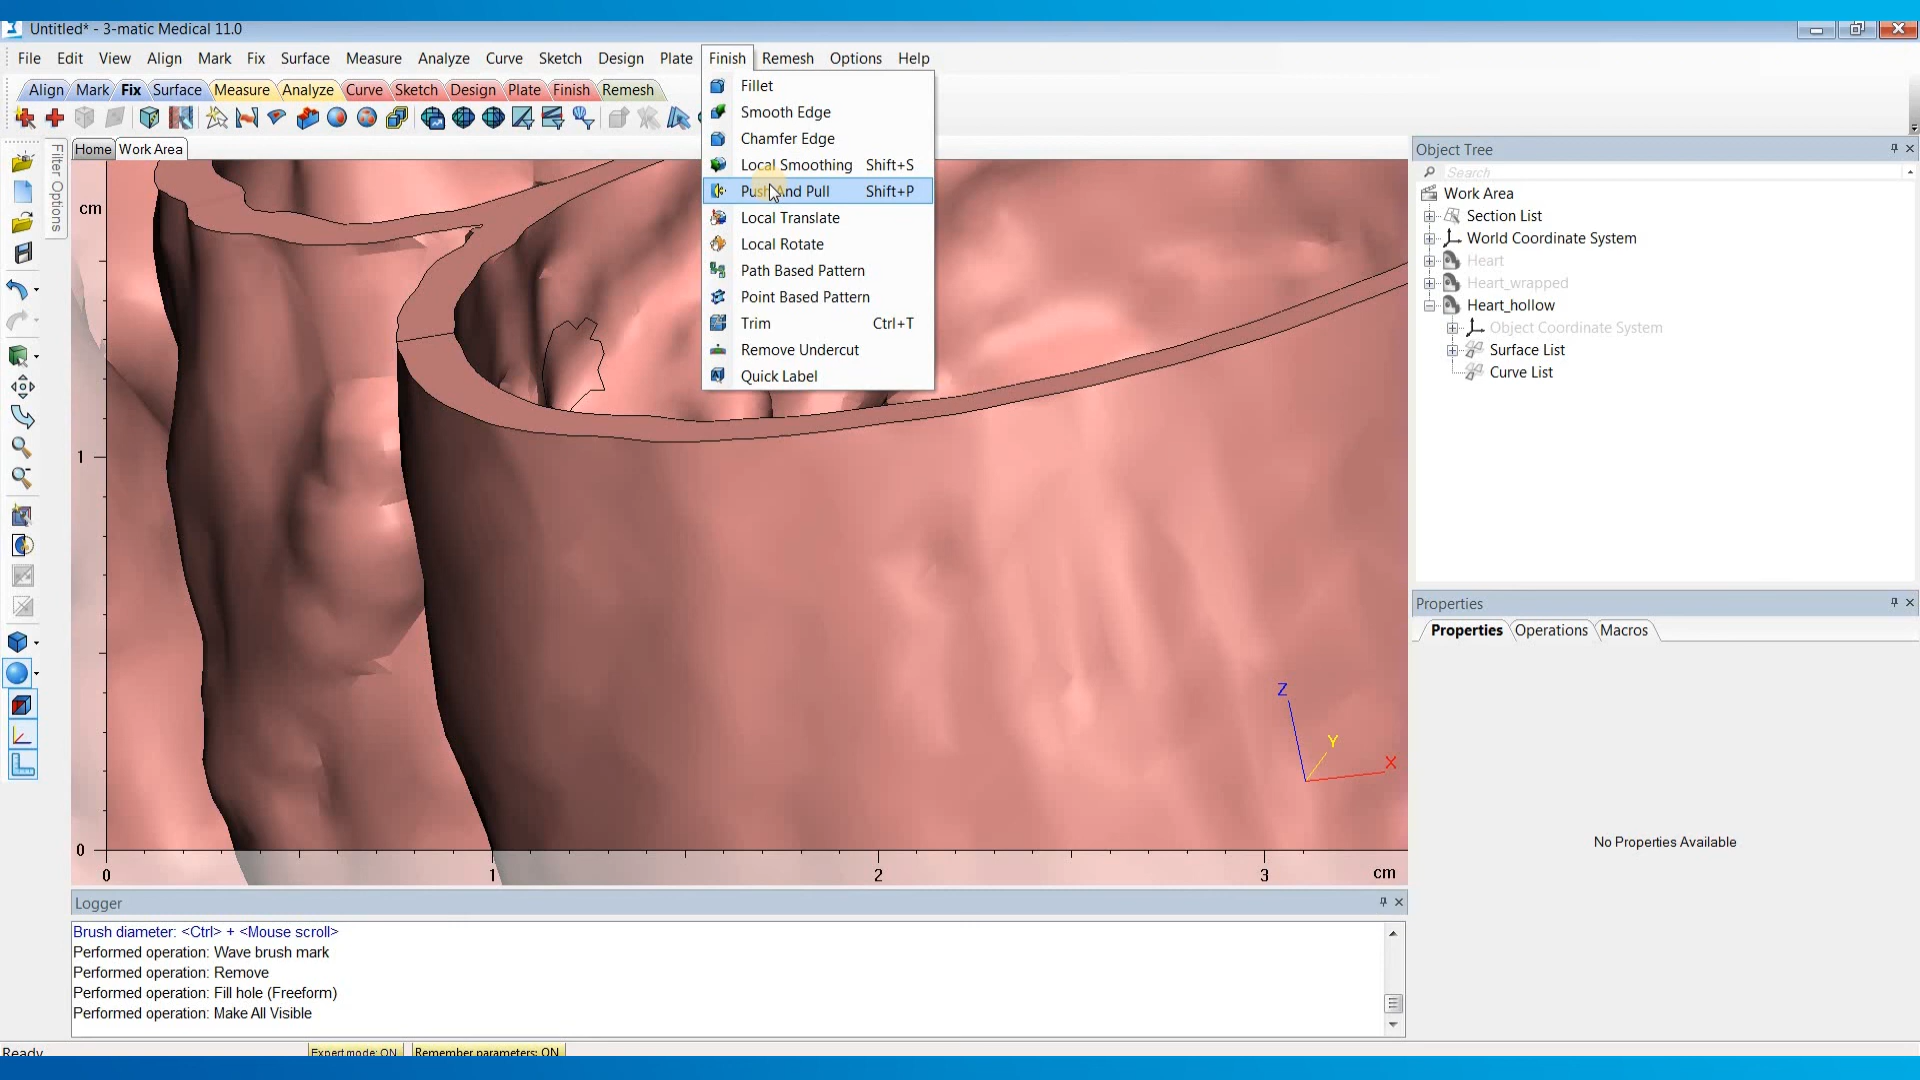 Untitled* - 3-matic Medical 11.0
File Edit View Align Mark Fix Surface Measure Analyze Curve Sketch Design Plate Finish Remesh Options Help
Align Mark Fix Surface Measure Analyze Curve Sketch Design Plate Finish Remesh
Fillet
Smooth Edge
Chamfer Edge
Local Smoothing Shift+S
Push And Pull Shift+P
Local Translate
Local Rotate
Path Based Pattern
Point Based Pattern
Trim Ctrl+T
Remove Undercut
Quick Label
Home Work Area
Filter Options
cm
1
0
0 1 2 3 cm
Z
Y
X
Object Tree
Search
Work Area
Section List
World Coordinate System
Heart
Heart_wrapped
Heart_hollow
Object Coordinate System
Surface List
Curve List
Properties
Properties Operations Macros
No Properties Available
Logger
Brush diameter: <Ctrl> + <Mouse scroll>
Performed operation: Wave brush mark
Performed operation: Remove
Performed operation: Fill hole (Freeform)
Performed operation: Make All Visible
Ready Expert mode: ON Remember parameters: ON